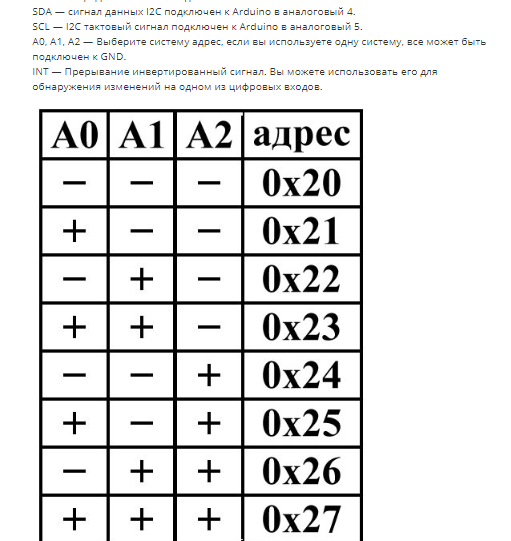 SDA — сигнал данных I2C подключен к Arduino в аналоговый 4.
SCL — I2C тактовый сигнал подключен к Arduino в аналоговый 5.
A0, A1, A2 — Выберите систему адрес, если вы используете одну систему, все может быть
подключен к GND.
INT — Прерывание инвертированный сигнал. Вы можете использовать его для
обнаружения изменений на одном из цифровых входов.
A0 A1 A2 адрес
− − − 0x20
+ − − 0x21
− + − 0x22
+ + − 0x23
− − + 0x24
+ − + 0x25
− + + 0x26
+ + + 0x27